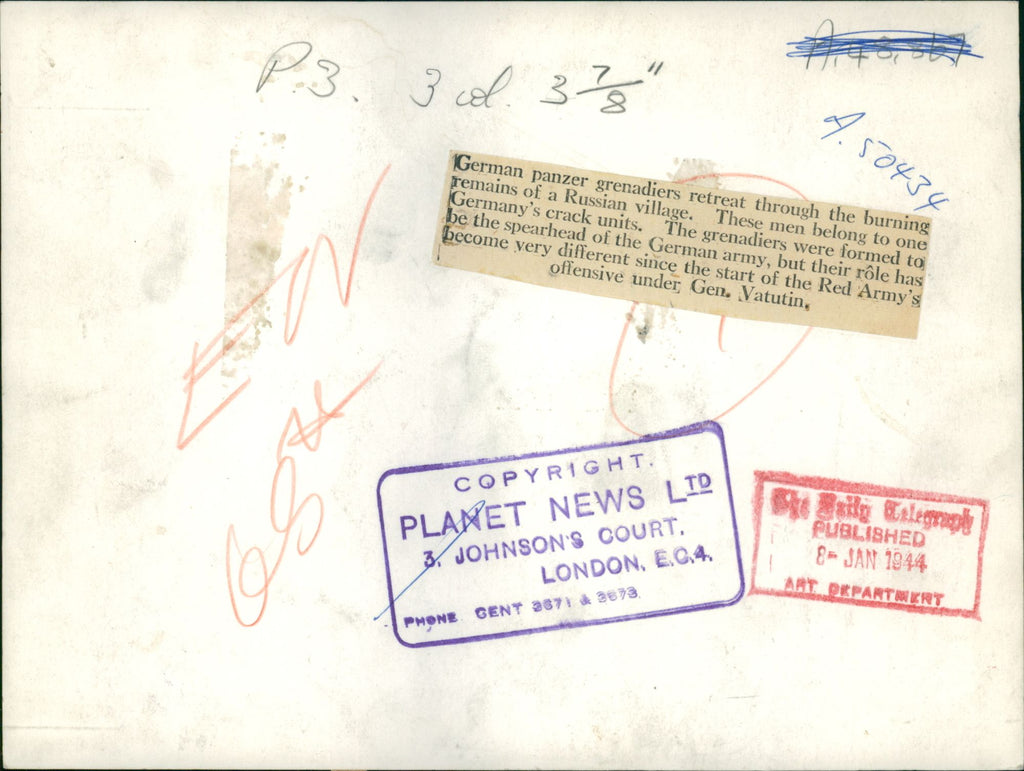 P.3. 3 col. 3 7/8"
A. 50434
German panzer grenadiers retreat through the burning
remains of a Russian village. These men belong to one
Germany's crack units. The grenadiers were formed to
be the spearhead of the German army, but their rôle has
become very different since the start of the Red Army's
offensive under Gen. Vatutin.
COPYRIGHT.
PLANET NEWS LTD
3, JOHNSON'S COURT,
LONDON, E.C.4.
PHONE CENT 3671 & 3673.
The Daily Telegraph
PUBLISHED
8- JAN 1944
ART DEPARTMENT